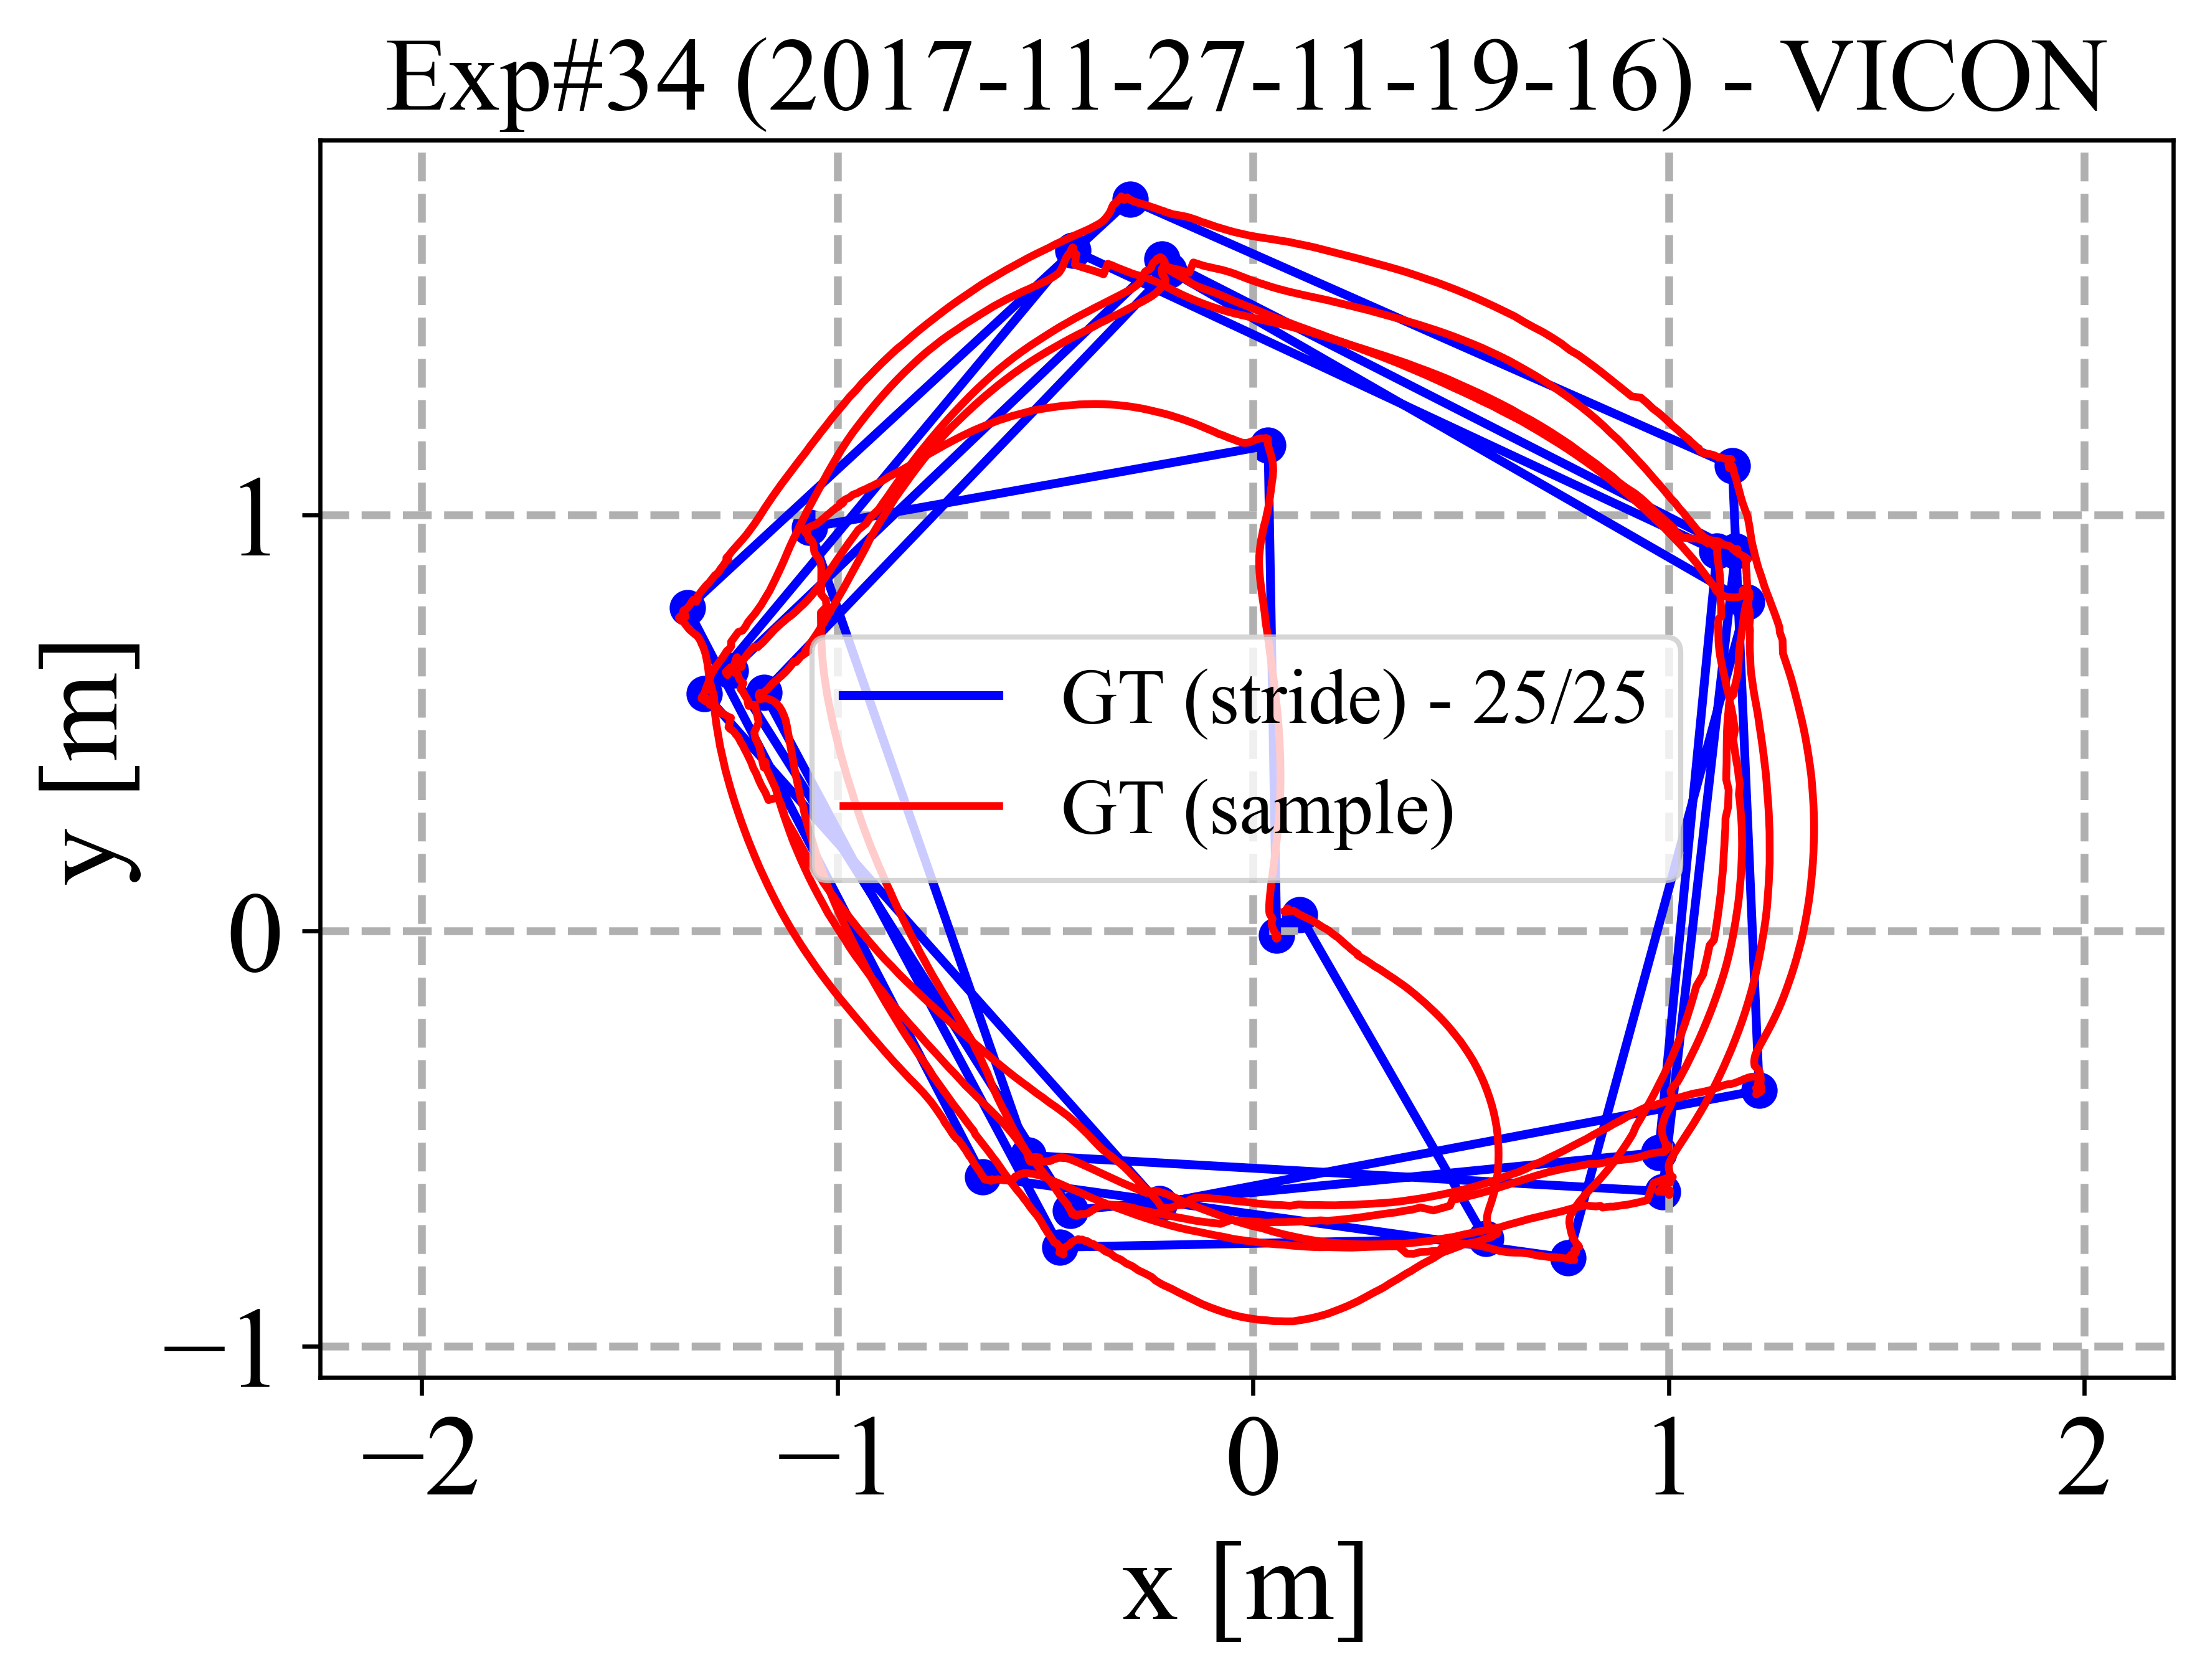 Exp#34 (2017-11-27-11-19-16) - VICON
y [m]
1
0
−1
GT (stride) - 25/25
GT (sample)
−2
−1
0
1
2
x [m]